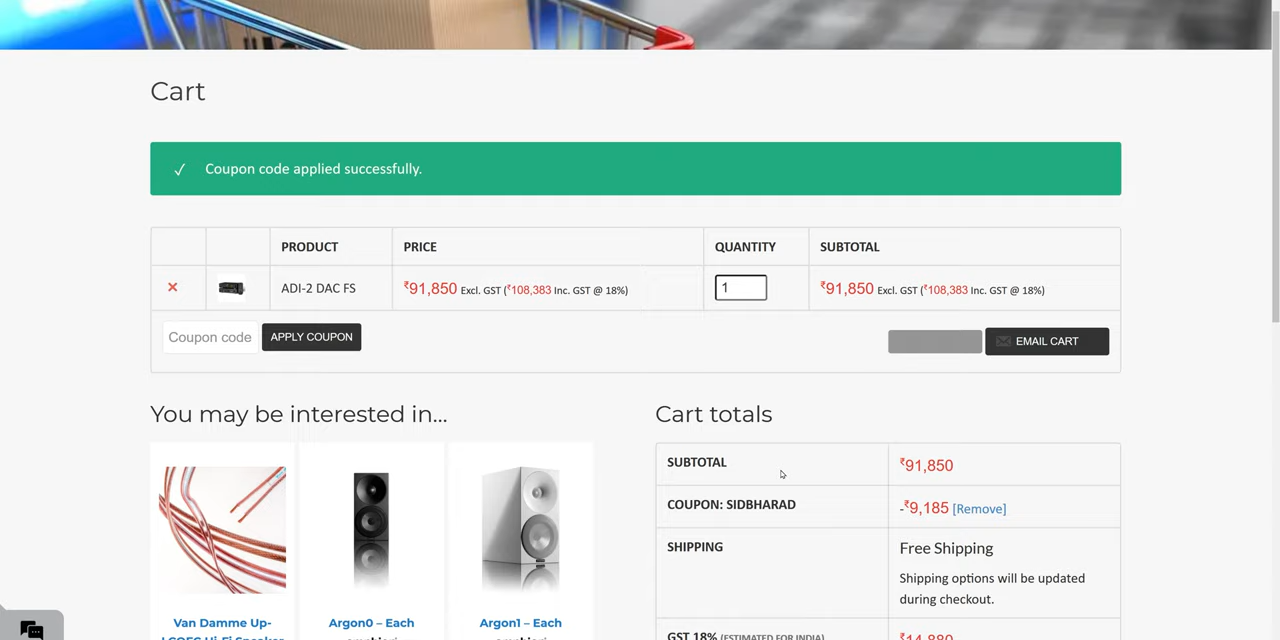 Cart
✓ Coupon code applied successfully.
PRODUCT PRICE QUANTITY SUBTOTAL
× ADI-2 DAC FS ₹91,850 Excl. GST (₹108,383 Inc. GST @ 18%) 1 ₹91,850 Excl. GST (₹108,383 Inc. GST @ 18%)
Coupon code APPLY COUPON EMAIL CART
You may be interested in...
Van Damme Up-
Argon0 – Each
Argon1 – Each
Cart totals
SUBTOTAL ₹91,850
COUPON: SIDBHARAD -₹9,185 [Remove]
SHIPPING Free Shipping
Shipping options will be updated
during checkout.
GST 18% (ESTIMATED FOR INDIA) ₹14,880